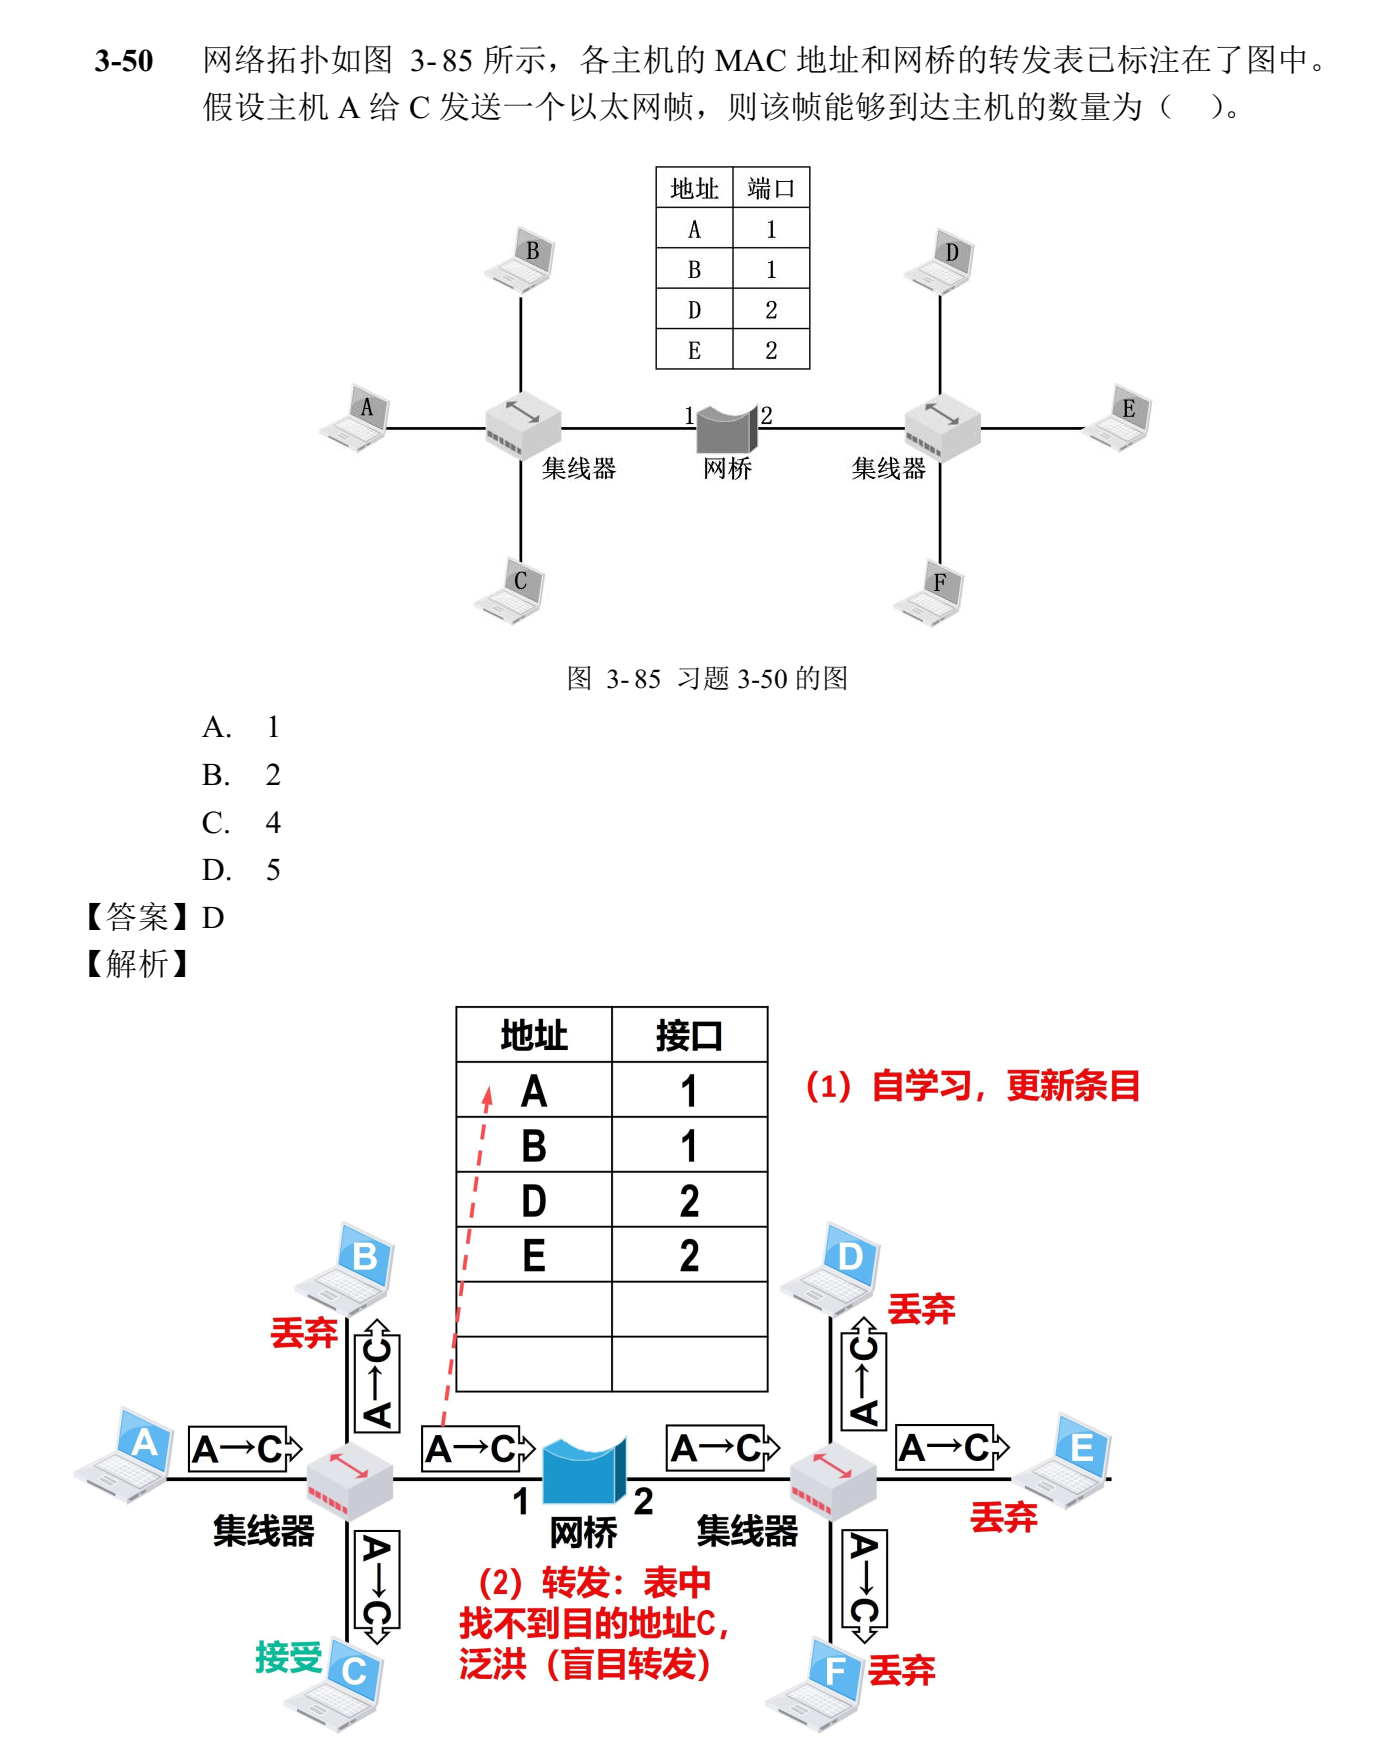 3-50 网络拓扑如图 3-85 所示，各主机的 MAC 地址和网桥的转发表已标注在了图中。
假设主机 A 给 C 发送一个以太网帧，则该帧能够到达主机的数量为（ ）。
地址 端口
A 1
B 1
D 2
E 2
B
D
A
1
2
E
集线器
网桥
集线器
C
F
图 3-85 习题 3-50 的图
A. 1
B. 2
C. 4
D. 5
【答案】D
【解析】
地址 接口
A 1
B 1
D 2
E 2
（1）自学习，更新条目
B
丢弃
D
丢弃
A→C
A→C
A
A→C
A→C
A→C
A→C
E
丢弃
集线器
1
网桥
2
集线器
A→C
A→C
（2）转发：表中
找不到目的地址C，
泛洪（盲目转发）
接受
C
F
丢弃